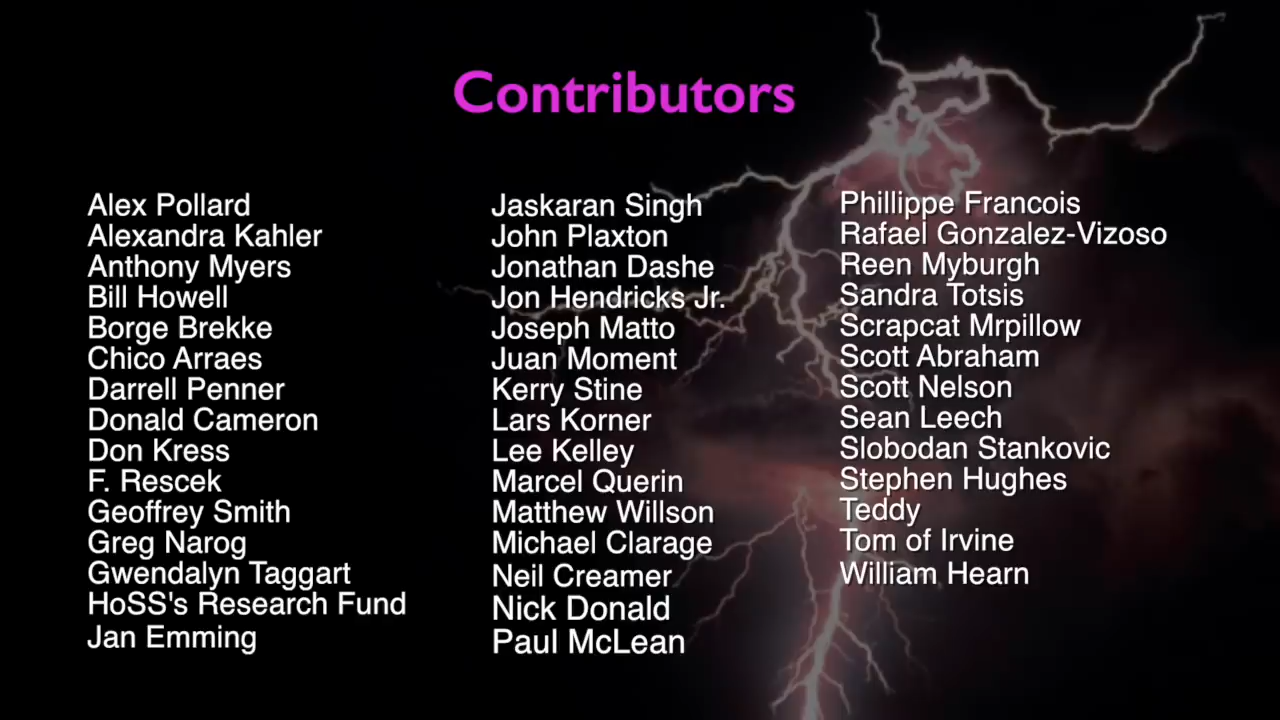 Contributors
Alex Pollard
Alexandra Kahler
Anthony Myers
Bill Howell
Borge Brekke
Chico Arraes
Darrell Penner
Donald Cameron
Don Kress
F. Rescek
Geoffrey Smith
Greg Narog
Gwendalyn Taggart
HoSS's Research Fund
Jan Emming
Jaskaran Singh
John Plaxton
Jonathan Dashe
Jon Hendricks Jr.
Joseph Matto
Juan Moment
Kerry Stine
Lars Korner
Lee Kelley
Marcel Querin
Matthew Willson
Michael Clarage
Neil Creamer
Nick Donald
Paul McLean
Phillippe Francois
Rafael Gonzalez-Vizoso
Reen Myburgh
Sandra Totsis
Scrapcat Mrpillow
Scott Abraham
Scott Nelson
Sean Leech
Slobodan Stankovic
Stephen Hughes
Teddy
Tom of Irvine
William Hearn